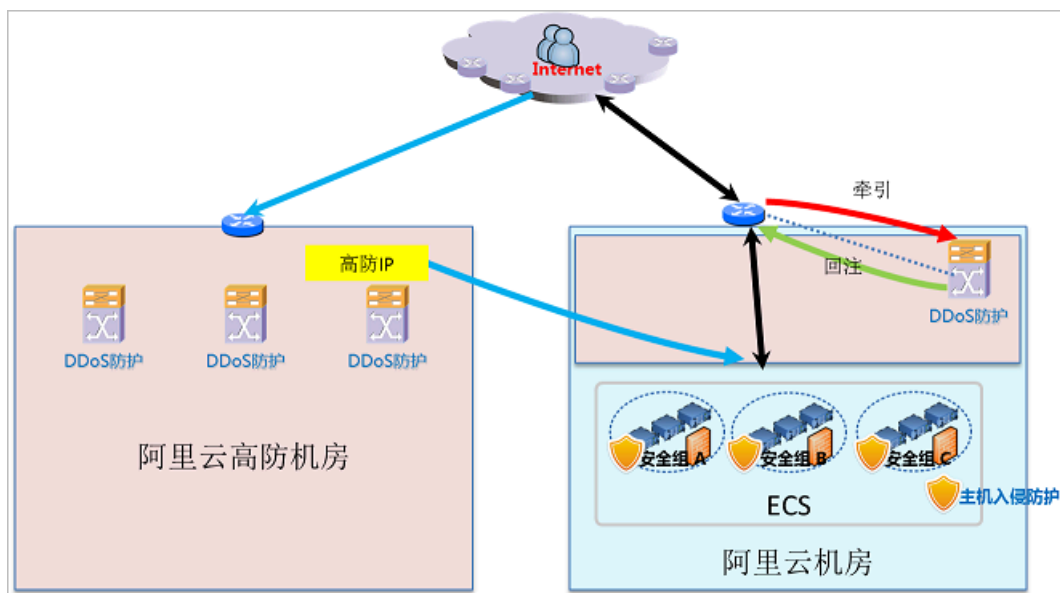 Internet
牵引
高防IP
回注
DDoS防护
DDoS防护
DDoS防护
DDoS防护
阿里云高防机房
安全组 A
安全组 B
安全组 C
主机入侵防护
ECS
阿里云机房